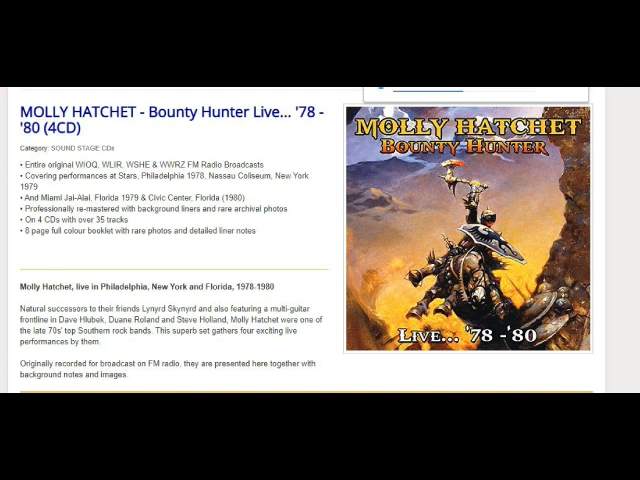 MOLLY HATCHET - Bounty Hunter Live... '78 -
'80 (4CD)
Category: SOUND STAGE CDs
• Entire original WIOQ, WLIR, WSHE & WWRZ FM Radio Broadcasts
• Covering performances at Stars, Philadelphia 1978, Nassau Coliseum, New York
1979
• And Miami Jai-Alai, Florida 1979 & Civic Center, Florida (1980)
• Professionally re-mastered with background liners and rare archival photos
• On 4 CDs with over 35 tracks
• 8 page full colour booklet with rare photos and detailed liner notes
Molly Hatchet, live in Philadelphia, New York and Florida, 1978-1980
Natural successors to their friends Lynyrd Skynyrd and also featuring a multi-guitar
frontline in Dave Hlubek, Duane Roland and Steve Holland, Molly Hatchet were one of
the late 70s' top Southern rock bands. This superb set gathers four exciting live
performances by them.
Originally recorded for broadcast on FM radio, they are presented here together with
background notes and images.
MOLLY HATCHET
BOUNTY HUNTER
LIVE... '78 -'80